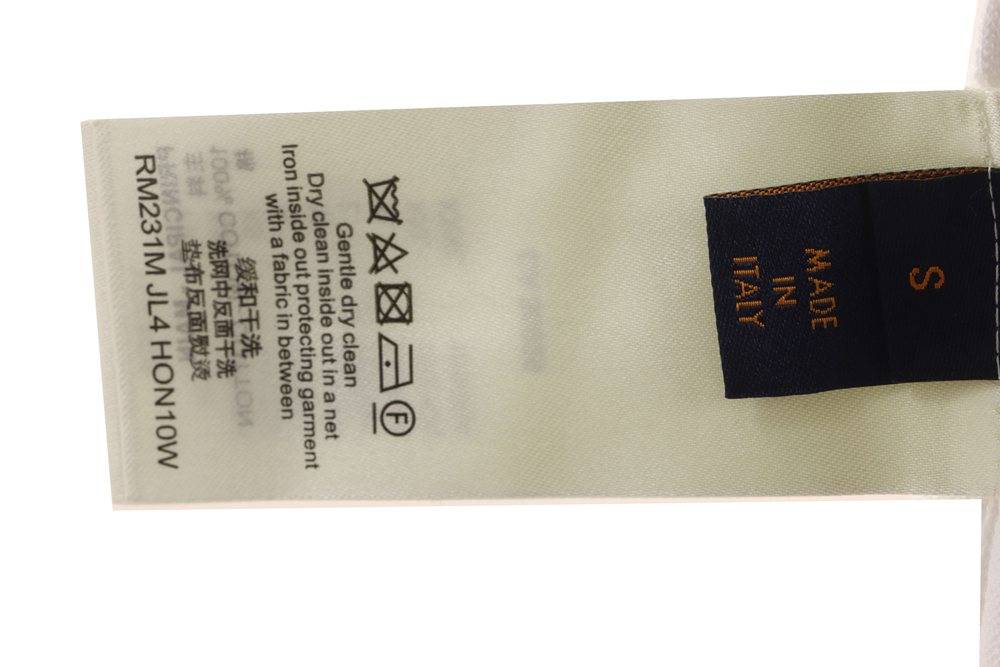 S
MADE
IN
ITALY
F
Gentle dry clean
Dry clean inside out in a net
Iron inside out protecting garment
with a fabric in between
缓和干洗
洗网中反面干洗
垫布反面熨烫
RM231M JL4 HON10W